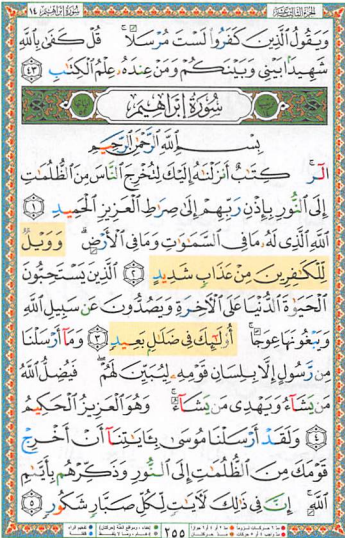 الجزء الثالث عشر سورة إبراهيم ١٤
وَيَقُولُ الَّذِينَ كَفَرُوا لَسْتَ مُرْسَلًا ۚ قُلْ كَفَىٰ بِاللَّهِ
شَهِيدًا بَيْنِي وَبَيْنَكُمْ وَمَنْ عِندَهُ عِلْمُ الْكِتَابِ ٤٣
سُورَةُ إِبْرَاهِيمَ
بِسْمِ اللَّهِ الرَّحْمَٰنِ الرَّحِيمِ
الر ۚ كِتَابٌ أَنزَلْنَاهُ إِلَيْكَ لِتُخْرِجَ النَّاسَ مِنَ الظُّلُمَاتِ
إِلَى النُّورِ بِإِذْنِ رَبِّهِمْ إِلَىٰ صِرَاطِ الْعَزِيزِ الْحَمِيدِ ١
اللَّهِ الَّذِي لَهُ مَا فِي السَّمَاوَاتِ وَمَا فِي الْأَرْضِ ۗ وَوَيْلٌ
لِّلْكَافِرِينَ مِنْ عَذَابٍ شَدِيدٍ ٢ الَّذِينَ يَسْتَحِبُّونَ
الْحَيَاةَ الدُّنْيَا عَلَى الْآخِرَةِ وَيَصُدُّونَ عَن سَبِيلِ اللَّهِ
وَيَبْغُونَهَا عِوَجًا ۚ أُولَٰئِكَ فِي ضَلَالٍ بَعِيدٍ ٣ وَمَا أَرْسَلْنَا
مِن رَّسُولٍ إِلَّا بِلِسَانِ قَوْمِهِ لِيُبَيِّنَ لَهُمْ ۖ فَيُضِلُّ اللَّهُ
مَن يَشَاءُ وَيَهْدِي مَن يَشَاءُ ۚ وَهُوَ الْعَزِيزُ الْحَكِيمُ
٤ وَلَقَدْ أَرْسَلْنَا مُوسَىٰ بِآيَاتِنَا أَنْ أَخْرِجْ
قَوْمَكَ مِنَ الظُّلُمَاتِ إِلَى النُّورِ وَذَكِّرْهُم بِأَيَّامِ
اللَّهِ ۚ إِنَّ فِي ذَٰلِكَ لَآيَاتٍ لِّكُلِّ صَبَّارٍ شَكُورٍ ٥
٢٥٥